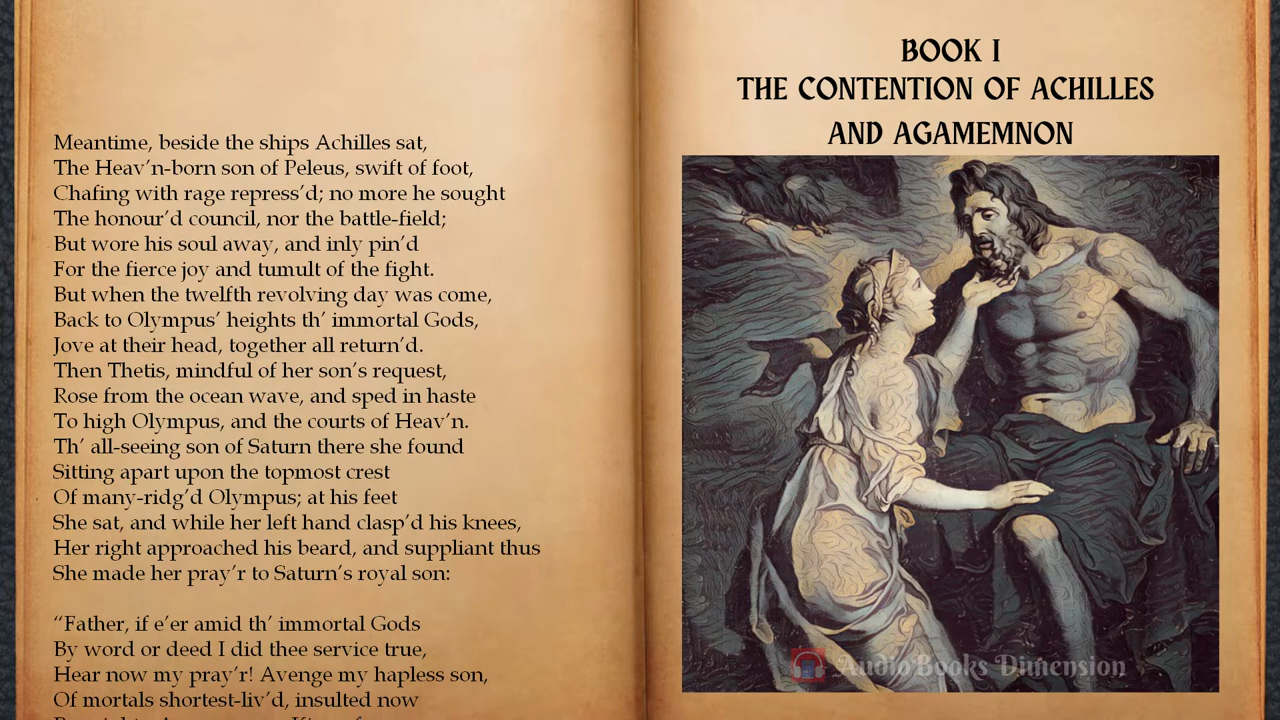 Meantime, beside the ships Achilles sat,
The Heav’n-born son of Peleus, swift of foot,
Chafing with rage repress’d; no more he sought
The honour’d council, nor the battle-field;
But wore his soul away, and inly pin’d
For the fierce joy and tumult of the fight.
But when the twelfth revolving day was come,
Back to Olympus’ heights th’ immortal Gods,
Jove at their head, together all return’d.
Then Thetis, mindful of her son’s request,
Rose from the ocean wave, and sped in haste
To high Olympus, and the courts of Heav’n.
Th’ all-seeing son of Saturn there she found
Sitting apart upon the topmost crest
Of many-ridg’d Olympus; at his feet
She sat, and while her left hand clasp’d his knees,
Her right approached his beard, and suppliant thus
She made her pray’r to Saturn’s royal son:
“Father, if e’er amid th’ immortal Gods
By word or deed I did thee service true,
Hear now my pray’r! Avenge my hapless son,
Of mortals shortest-liv’d, insulted now
BOOK I
THE CONTENTION OF ACHILLES
AND AGAMEMNON
AudioBooks Dimension